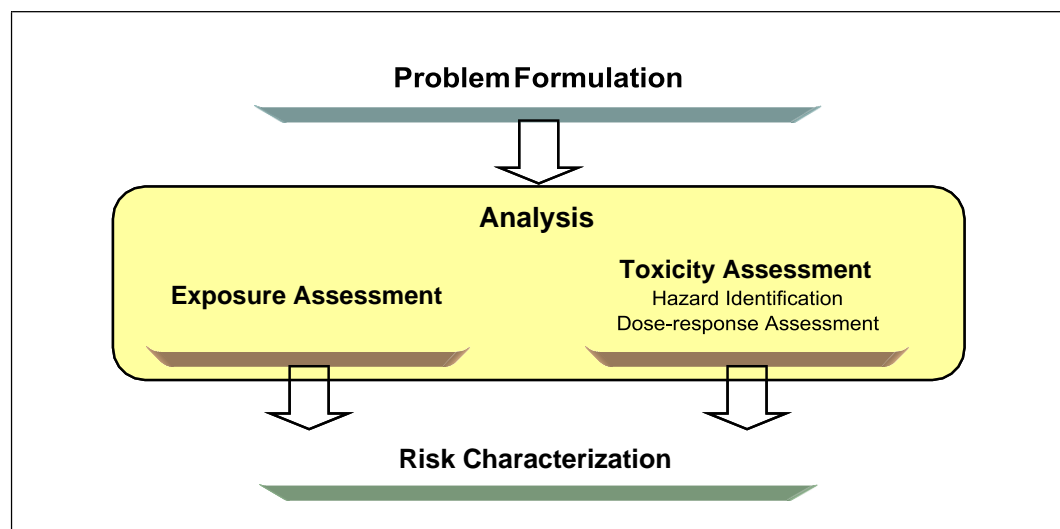 Problem Formulation
Analysis
Exposure Assessment
Toxicity Assessment
Hazard Identification
Dose-response Assessment
Risk Characterization